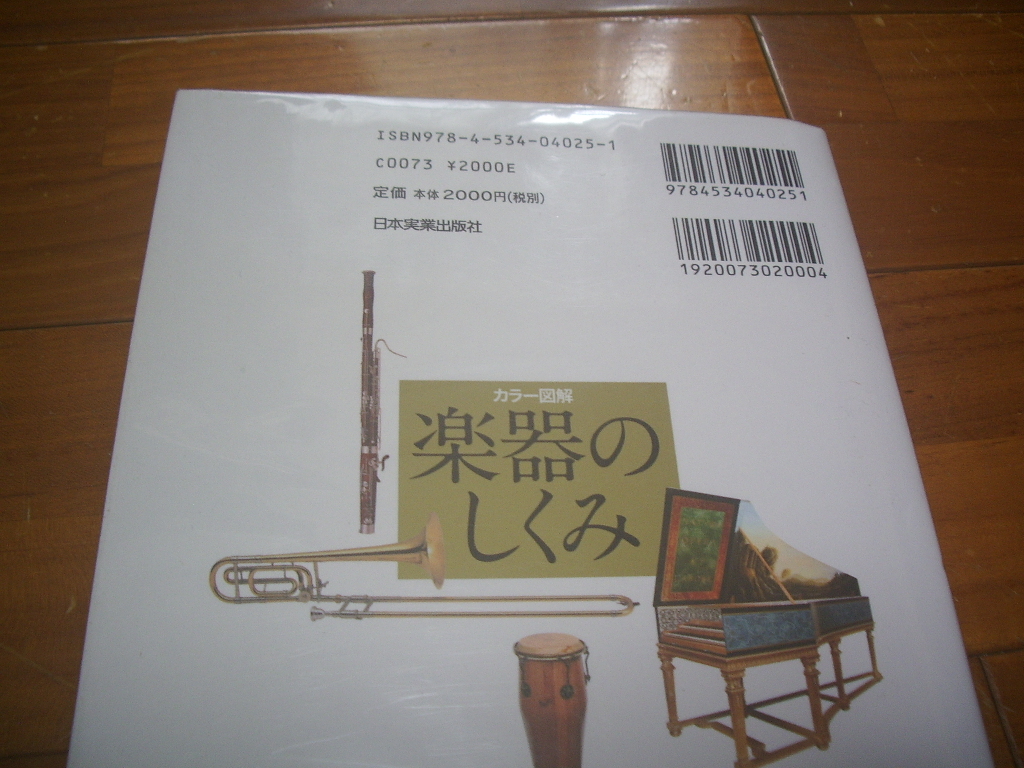 ISBN978-4-534-04025-1
C0073 ¥2000E
定価 本体2000円(税別)
日本実業出版社
9784534040251
1920073020004
カラー図解
楽器の
しくみ